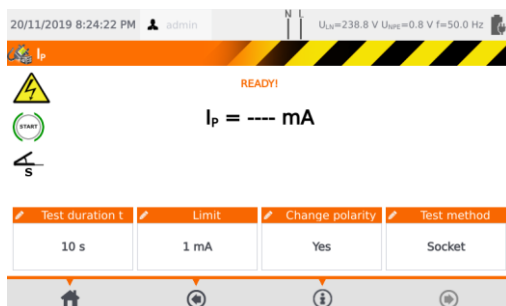 20/11/2019 8:24:22 PM admin N L ULN=238.8 V UNPE=0.8 V f=50.0 Hz
IP
READY!
IP = ---- mA
START
S
Test duration t Limit Change polarity Test method
10 s 1 mA Yes Socket